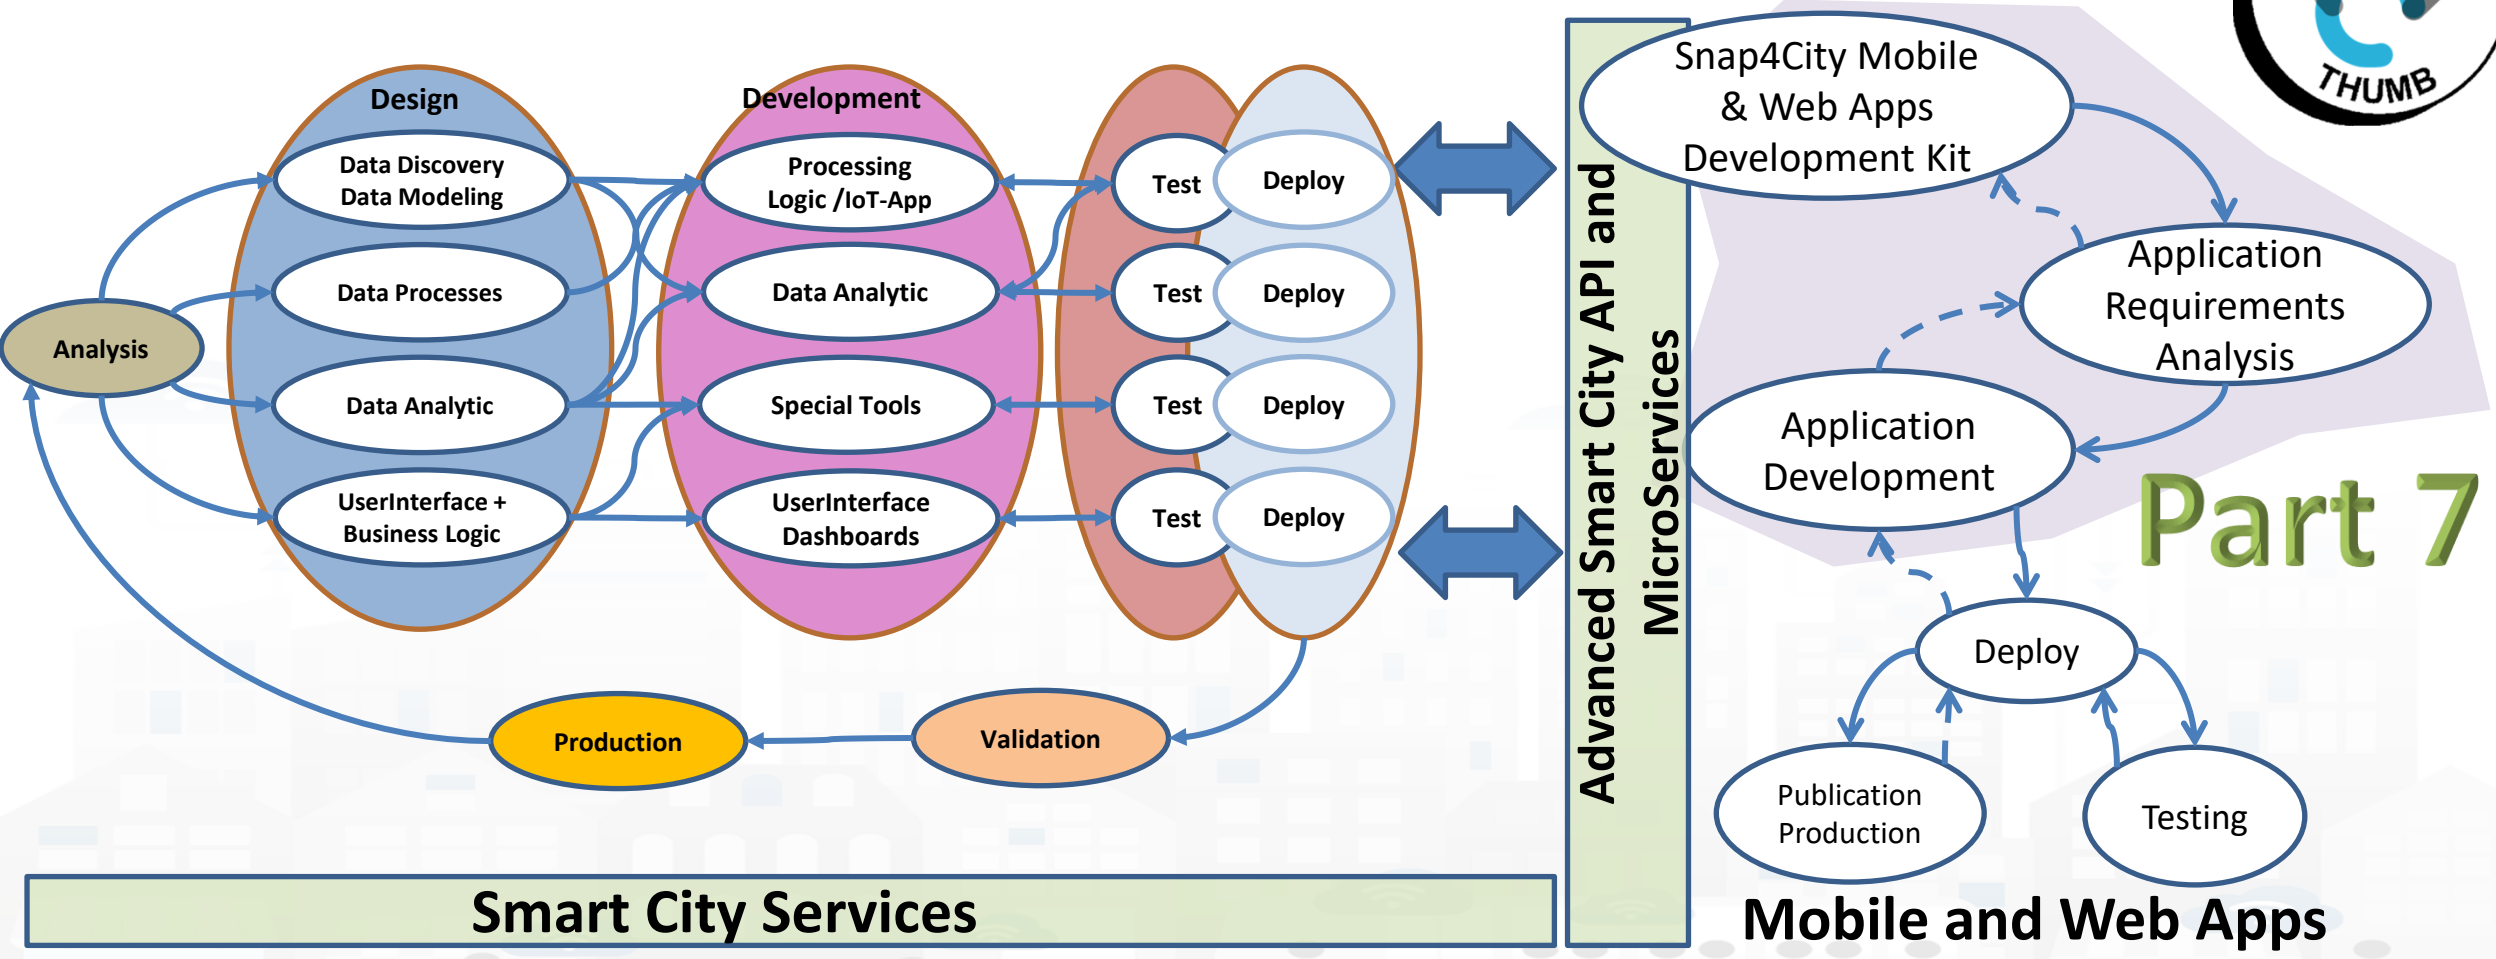 Design
Data Discovery
Data Modeling
Data Processes
Data Analytic
UserInterface +
Business Logic
Analysis
Development
Processing
Logic /IoT-App
Data Analytic
Special Tools
UserInterface
Dashboards
Test
Deploy
Test
Deploy
Test
Deploy
Test
Deploy
Production
Validation
Smart City Services
Advanced Smart City API and
MicroServices
Snap4City Mobile
& Web Apps
Development Kit
Application
Requirements
Analysis
Application
Development
Deploy
Publication
Production
Testing
Mobile and Web Apps
THUMB
Part 7